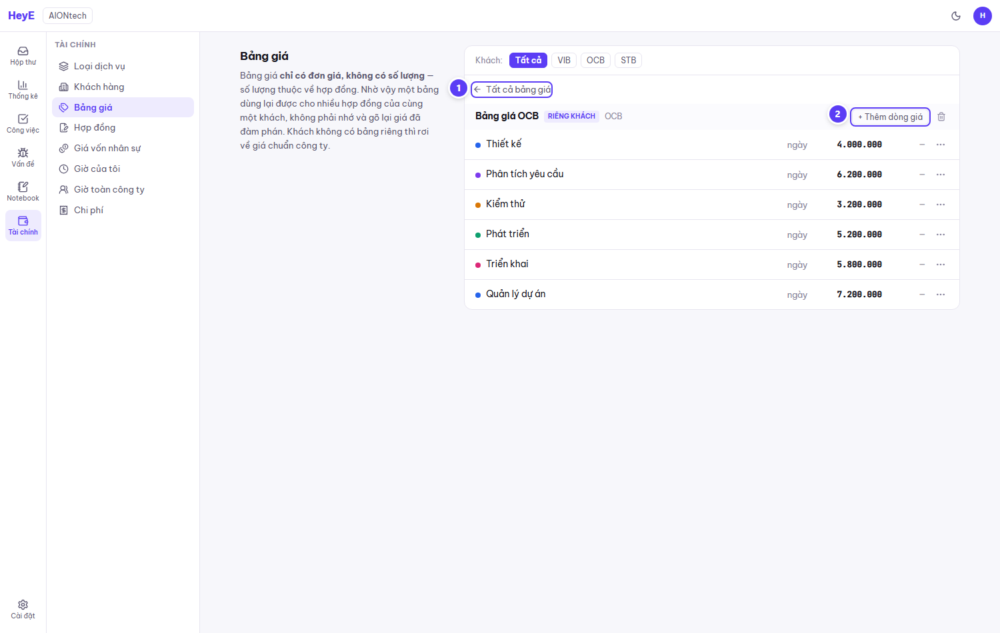 HeyE
AIONtech
H
Hộp thư
Thống kê
Công việc
Vấn đề
Notebook
Tài chính
Cài đặt
TÀI CHÍNH
Loại dịch vụ
Khách hàng
Bảng giá
Hợp đồng
Giá vốn nhân sự
Giờ của tôi
Giờ toàn công ty
Chi phí
Bảng giá
Bảng giá chỉ có đơn giá, không có số lượng —
số lượng thuộc về hợp đồng. Nhờ vậy một bảng
dùng lại được cho nhiều hợp đồng của cùng
một khách, không phải nhớ và gõ lại giá đã
đàm phán. Khách không có bảng riêng thì rơi
về giá chuẩn công ty.
Khách: Tất cả VIB OCB STB
1 ← Tất cả bảng giá
Bảng giá OCB RIÊNG KHÁCH OCB 2 + Thêm dòng giá
Thiết kế ngày 4.000.000 — ···
Phân tích yêu cầu ngày 6.200.000 — ···
Kiểm thử ngày 3.200.000 — ···
Phát triển ngày 5.200.000 — ···
Triển khai ngày 5.800.000 — ···
Quản lý dự án ngày 7.200.000 — ···